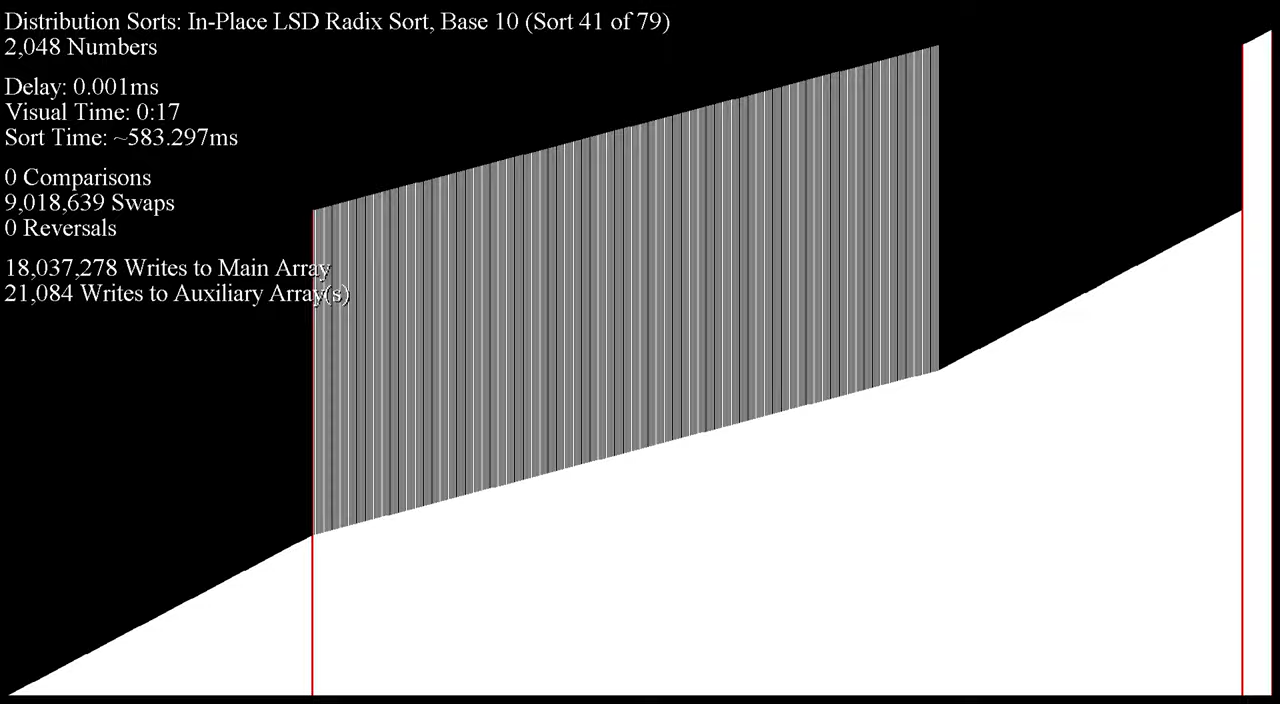 Distribution Sorts: In-Place LSD Radix Sort, Base 10 (Sort 41 of 79)
2,048 Numbers
Delay: 0.001ms
Visual Time: 0:17
Sort Time: ~583.297ms
0 Comparisons
9,018,639 Swaps
0 Reversals
18,037,278 Writes to Main Array
21,084 Writes to Auxiliary Array(s)